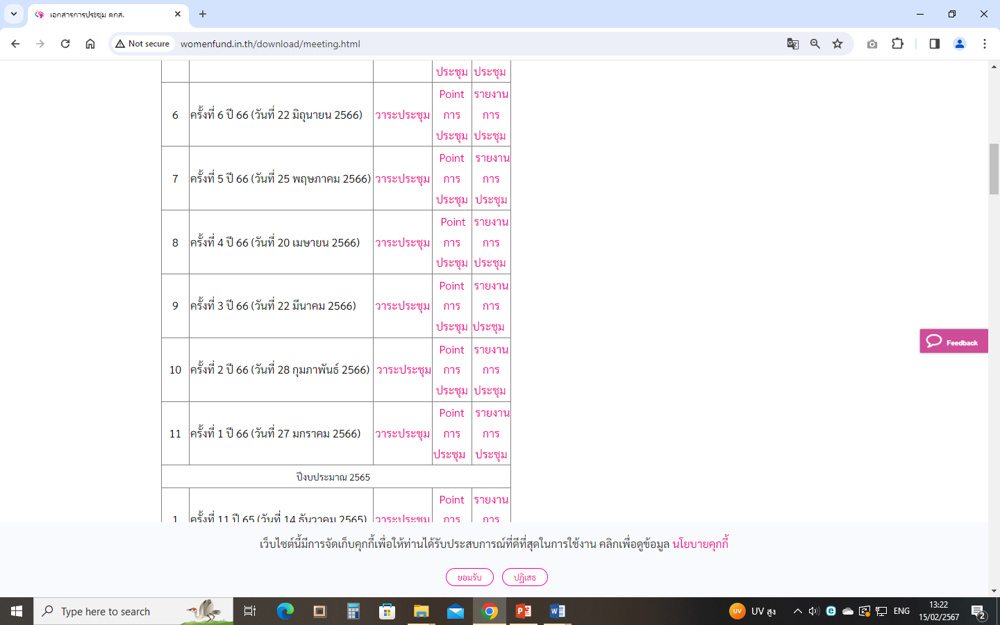 เอกสารการประชุม ดกส.
Not secure
womenfund.in.th/download/meeting.html
ประชุม ประชุม
6 ครั้งที่ 6 ปี 66 (วันที่ 22 มิถุนายน 2566) วาระประชุม Point การ ประชุม รายงาน การ ประชุม
7 ครั้งที่ 5 ปี 66 (วันที่ 25 พฤษภาคม 2566) วาระประชุม Point การ ประชุม รายงาน การ ประชุม
8 ครั้งที่ 4 ปี 66 (วันที่ 20 เมษายน 2566) วาระประชุม Point การ ประชุม รายงาน การ ประชุม
9 ครั้งที่ 3 ปี 66 (วันที่ 22 มีนาคม 2566) วาระประชุม Point การ ประชุม รายงาน การ ประชุม
10 ครั้งที่ 2 ปี 66 (วันที่ 28 กุมภาพันธ์ 2566) วาระประชุม Point การ ประชุม รายงาน การ ประชุม
11 ครั้งที่ 1 ปี 66 (วันที่ 27 มกราคม 2566) วาระประชุม Point การ ประชุม รายงาน การ ประชุม
ปีงบประมาณ 2565
1 ครั้งที่ 11 ปี 65 (วันที่ 14 ธันวาคม 2565) วาระประชุม Point การ รายงาน การ
Feedback
เว็บไซต์นี้มีการจัดเก็บคุกกี้เพื่อให้ท่านได้รับประสบการณ์ที่ดีที่สุดในการใช้งาน คลิกเพื่อดูข้อมูล นโยบายคุกกี้
ยอมรับ ปฏิเสธ
Type here to search
UV UV สูง
ENG
13:22
15/02/2567
2